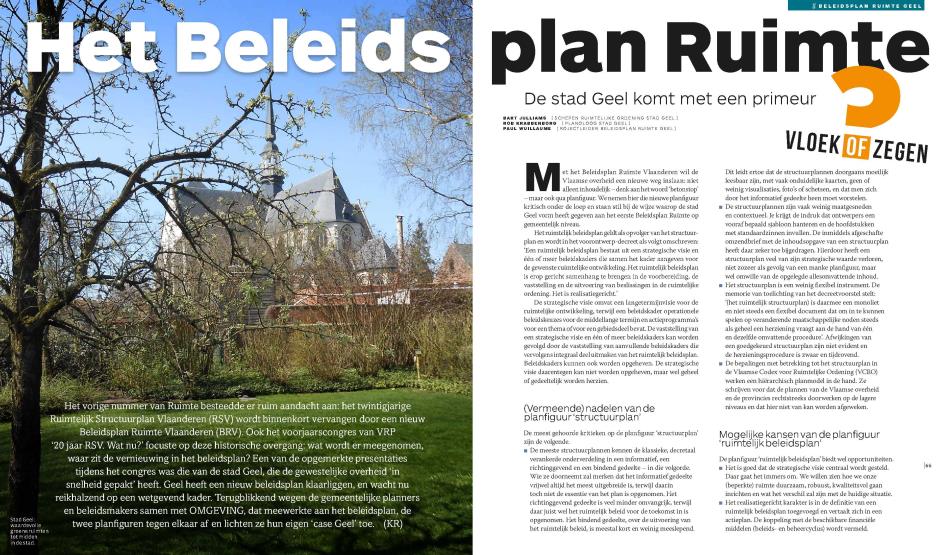 Het Beleids
Het vorige nummer van Ruimte besteedde er ruim aandacht aan: het twintigjarige
Ruimtelijk Structuurplan Vlaanderen (RSV) wordt binnenkort vervangen door een nieuw
Beleidsplan Ruimte Vlaanderen (BRV). Ook het voorjaarscongres van VRP
‘20 jaar RSV. Wat nu?’ focuste op deze historische overgang: wat wordt er meegenomen,
waar zit de vernieuwing in het beleidsplan? Een van de opgemerkte presentaties
tijdens het congres was die van de stad Geel, die de gewestelijke overheid ‘in
snelheid gepakt’ heeft. Geel heeft een nieuw beleidsplan klaarliggen, en wacht nu
reikhalzend op een wetgevend kader. Terugblikkend wegen de gemeentelijke planners
en beleidsmakers samen met OMGEVING, dat meewerkte aan het beleidsplan, de
twee planfiguren tegen elkaar af en lichten ze hun eigen ‘case Geel’ toe. (KR)
Stad Geel:
waardevolle
groene ruimten
tot midden
in de stad.
// BELEIDSPLAN RUIMTE GEEL
plan Ruimte
De stad Geel komt met een primeur
?
VLOEK OF ZEGEN
BART JULLIAMS [SCHEPEN RUIMTELIJKE ORDENING STAD GEEL]
ROB KRABBENBORG [PLANOLOOG STAD GEEL]
PAUL WUILLAUME [PROJECTLEIDER BELEIDSPLAN RUIMTE GEEL]
Met het Beleidsplan Ruimte Vlaanderen wil de
Vlaamse overheid een nieuwe weg inslaan: niet
alleen inhoudelijk – denk aan het woord ‘betonstop’
– maar ook qua planfiguur. We nemen hier die nieuwe planfiguur
kritisch onder de loep en staan stil bij de wijze waarop de stad
Geel vorm heeft gegeven aan het eerste Beleidsplan Ruimte op
gemeentelijk niveau.
Het ruimtelijk beleidsplan geldt als opvolger van het structuur-
plan en wordt in het voorontwerp-decreet als volgt omschreven:
‘Een ruimtelijk beleidsplan bestaat uit een strategische visie en
één of meer beleidskaders die samen het kader aangeven voor
de gewenste ruimtelijke ontwikkeling. Het ruimtelijk beleidsplan
is erop gericht samenhang te brengen in de voorbereiding, de
vaststelling en de uitvoering van beslissingen in de ruimtelijke
ordening. Het is realisatiegericht.’
De strategische visie omvat een langetermijnvisie voor de
ruimtelijke ontwikkeling, terwijl een beleidskader operationele
beleidskeuzes voor de middellange termijn en actieprogramma’s
voor een thema of voor een gebiedsdeel bevat. De vaststelling van
een strategische visie en één of meer beleidskaders kan worden
gevolgd door de vaststelling van aanvullende beleidskaders die
vervolgens integraal deel uitmaken van het ruimtelijk beleidsplan.
Beleidskaders kunnen ook worden opgeheven. De strategische
visie daarentegen kan niet worden opgeheven, maar wel geheel
of gedeeltelijk worden herzien.
(Vermeende) nadelen van de
planfiguur ‘structuurplan’
De meest gehoorde kritieken op de planfiguur ‘structuurplan’
zijn de volgende.
De meeste structuurplannen kennen de klassieke, decretaal
verankerde onderverdeling in een informatief, een
richtinggevend en een bindend gedeelte – in die volgorde.
Wie ze doorneemt zal merken dat het informatief gedeelte
vrijwel altijd het meest uitgebreide is, terwijl daarin
toch niet de essentie van het plan is opgenomen. Het
richtinggevend gedeelte is veel minder omvangrijk, terwijl
daar juist wel het ruimtelijk beleid voor de toekomst in is
opgenomen. Het bindend gedeelte, over de uitvoering van
het ruimtelijk beleid, is meestal kort en weinig meeslepend.
Dit leidt ertoe dat de structuurplannen doorgaans moeilijk
leesbaar zijn, met vaak onduidelijke kaarten, geen of
weinig visualisaties, foto’s of schetsen, en dat men zich
door het informatief gedeelte heen moet worstelen.
De structuurplannen zijn vaak weinig maatgesneden
en contextueel. Je krijgt de indruk dat ontwerpers een
vooraf bepaald sjabloon hanteren en de hoofdstukken
met standaardzinnen invullen. De inmiddels afgeschafte
omzendbrief met de inhoudsopgave van een structuurplan
heeft daar zeker toe bijgedragen. Hierdoor heeft een
structuurplan veel van zijn strategische waarde verloren,
niet zozeer als gevolg van een manke planfiguur, maar
wel omwille van de opgelegde allesomvattende inhoud.
Het structuurplan is een weinig flexibel instrument. De
memorie van toelichting van het decreetvoorstel stelt:
‘[het ruimtelijk structuurplan] is daarmee een monoliet
en niet steeds een flexibel document dat om in te kunnen
spelen op veranderende maatschappelijke noden steeds
als geheel een herziening vraagt aan de hand van één
en dezelfde omvattende procedure’. Afwijkingen van
een goedgekeurd structuurplan zijn niet evident en
de herzieningsprocedure is zwaar en tijdrovend.
De bepalingen met betrekking tot het structuurplan in
de Vlaamse Codex voor Ruimtelijke Ordening (VCRO)
werken een hiërarchisch planmodel in de hand. Ze
schrijven voor dat de plannen van de Vlaamse overheid
en de provincies rechtstreeks doorwerken op de lagere
niveaus en dat hier niet van kan worden afgeweken.
Mogelijke kansen van de planfiguur
‘ruimtelijk beleidsplan’
De planfiguur ‘ruimtelijk beleidsplan’ biedt wel opportuniteiten.
Het is goed dat de strategische visie centraal wordt gesteld.
Daar gaat het immers om. We willen zien hoe we onze
(beperkte) ruimte duurzaam, robuust, kwaliteitsvol gaan
inrichten en wat het verschil zal zijn met de huidige situatie.
Het realisatiegericht karakter is in de definitie van een
ruimtelijk beleidsplan toegevoegd en vertaalt zich in een
actieplan. De koppeling met de beschikbare financiële
middelen (beleids- en beheercyclus) wordt vermeld.